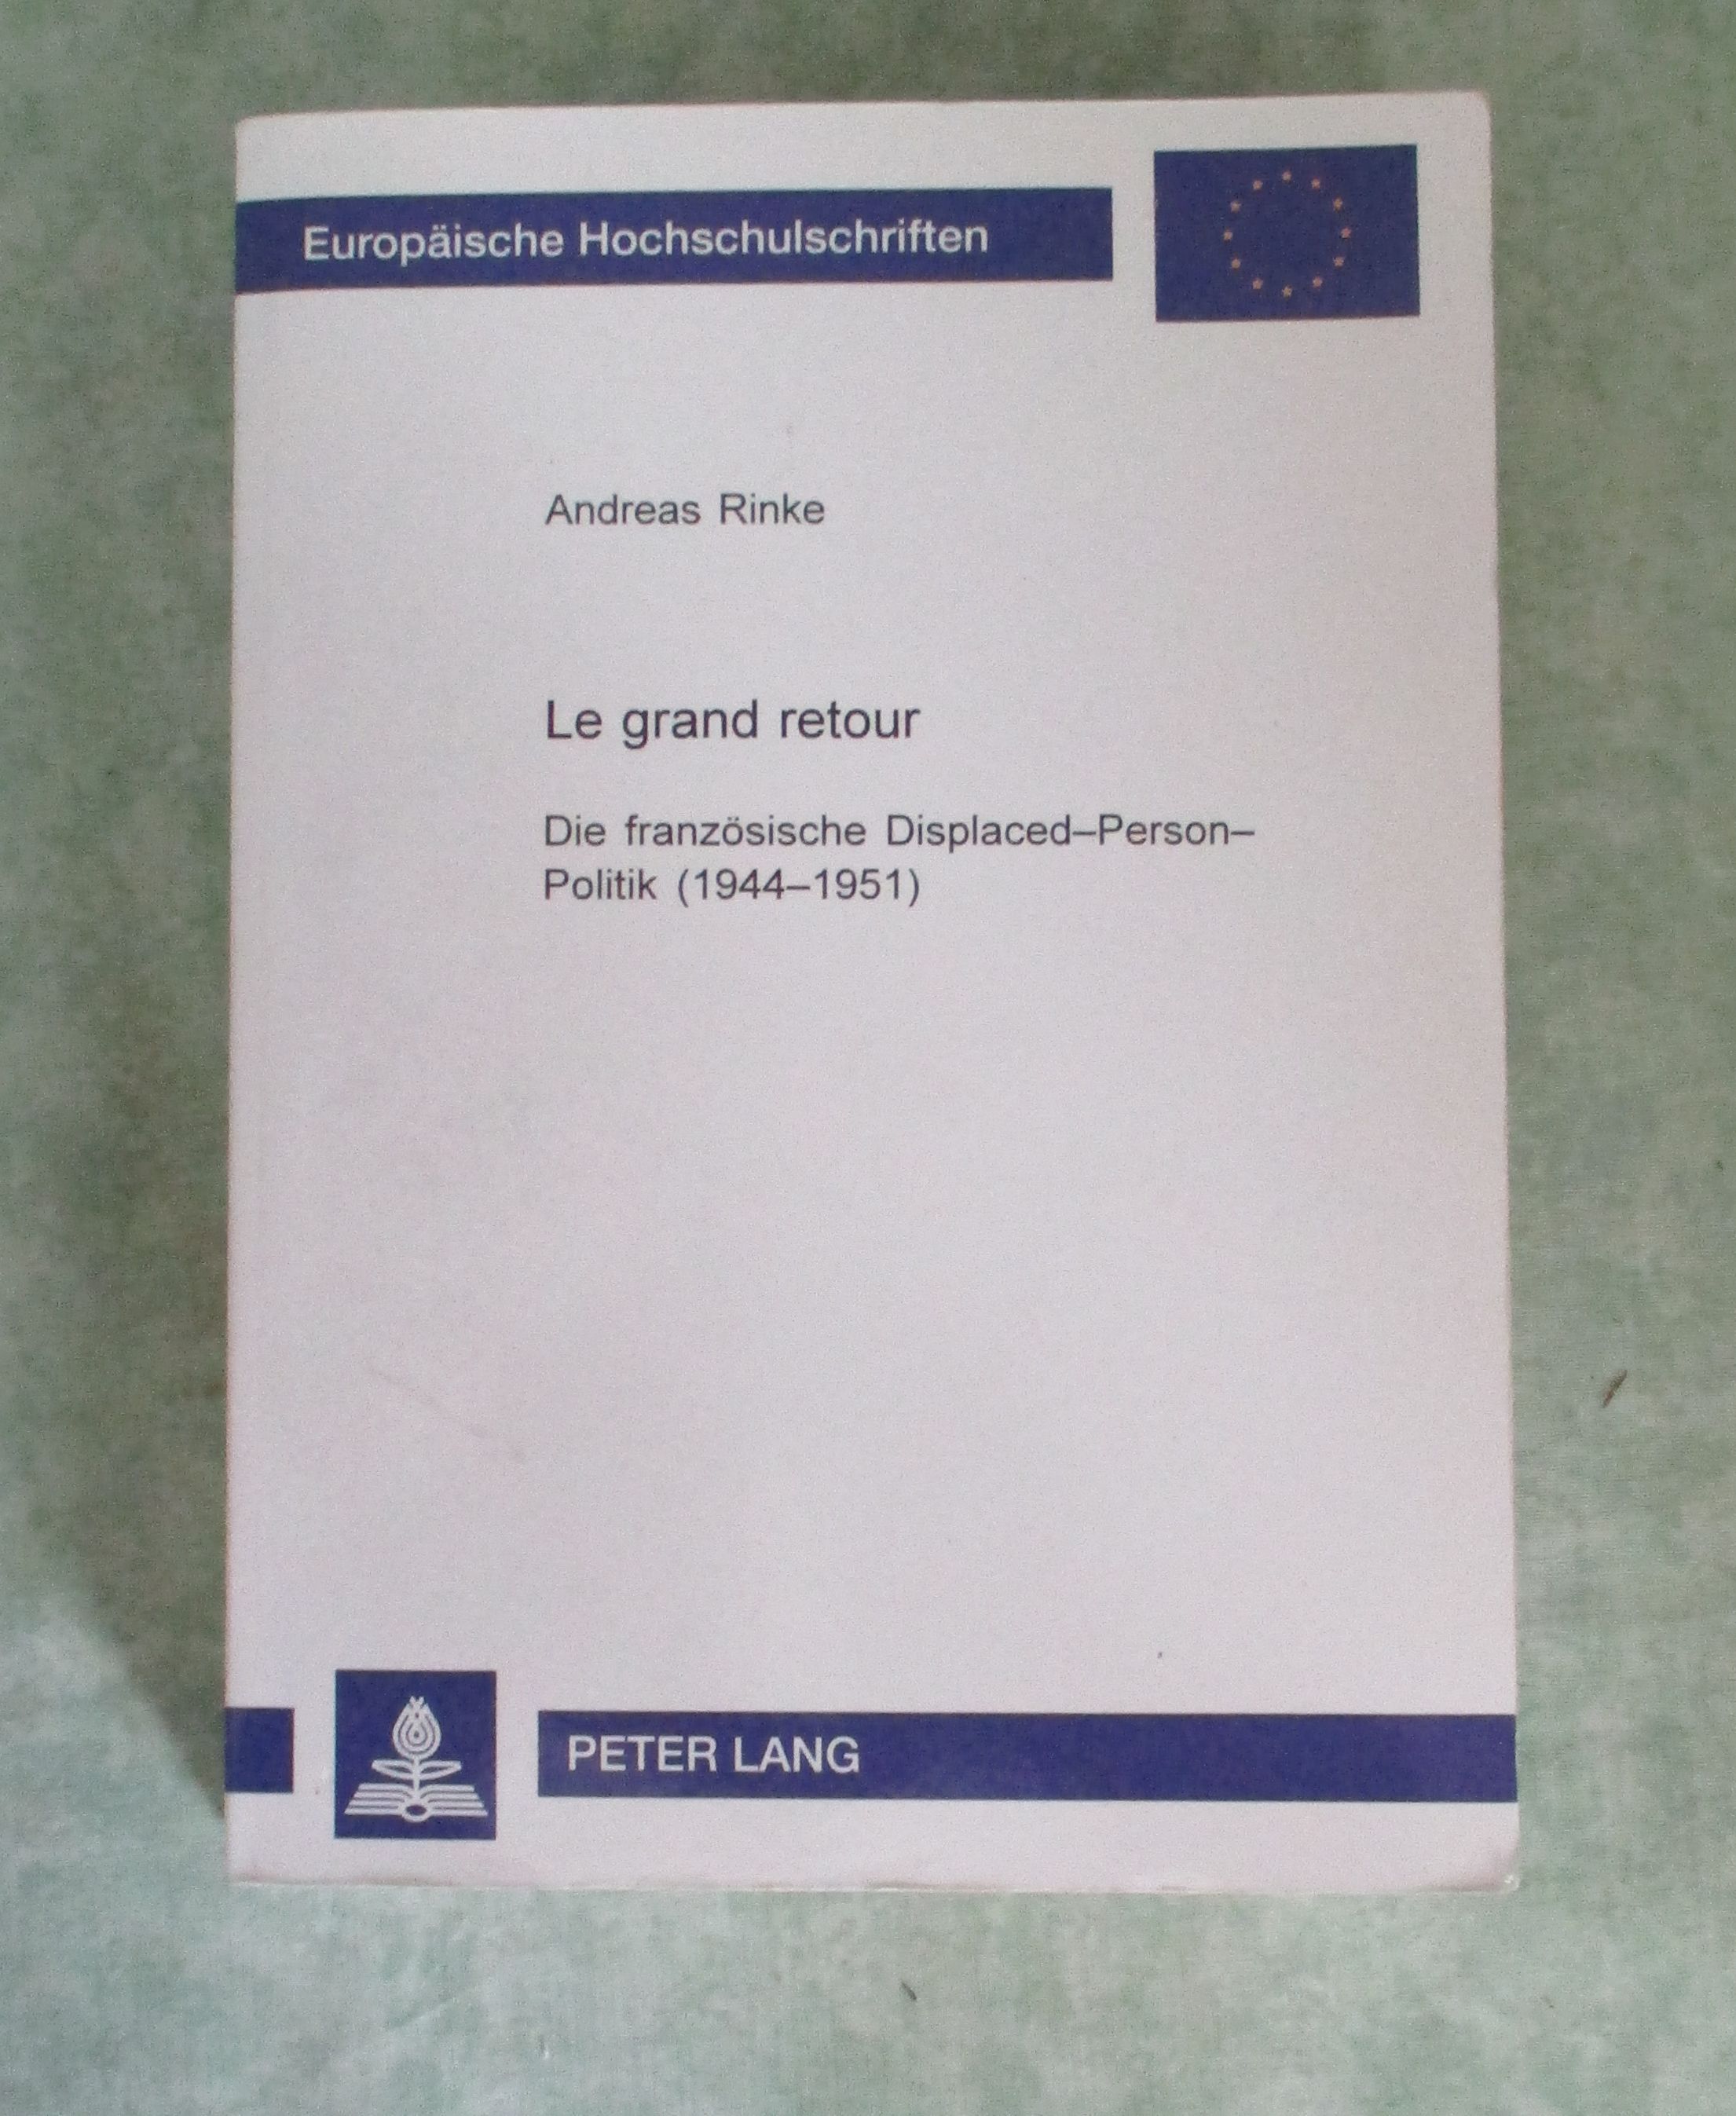 Europäische Hochschulschriften
Andreas Rinke
Le grand retour
Die französische Displaced–Person–
Politik (1944–1951)
PETER LANG